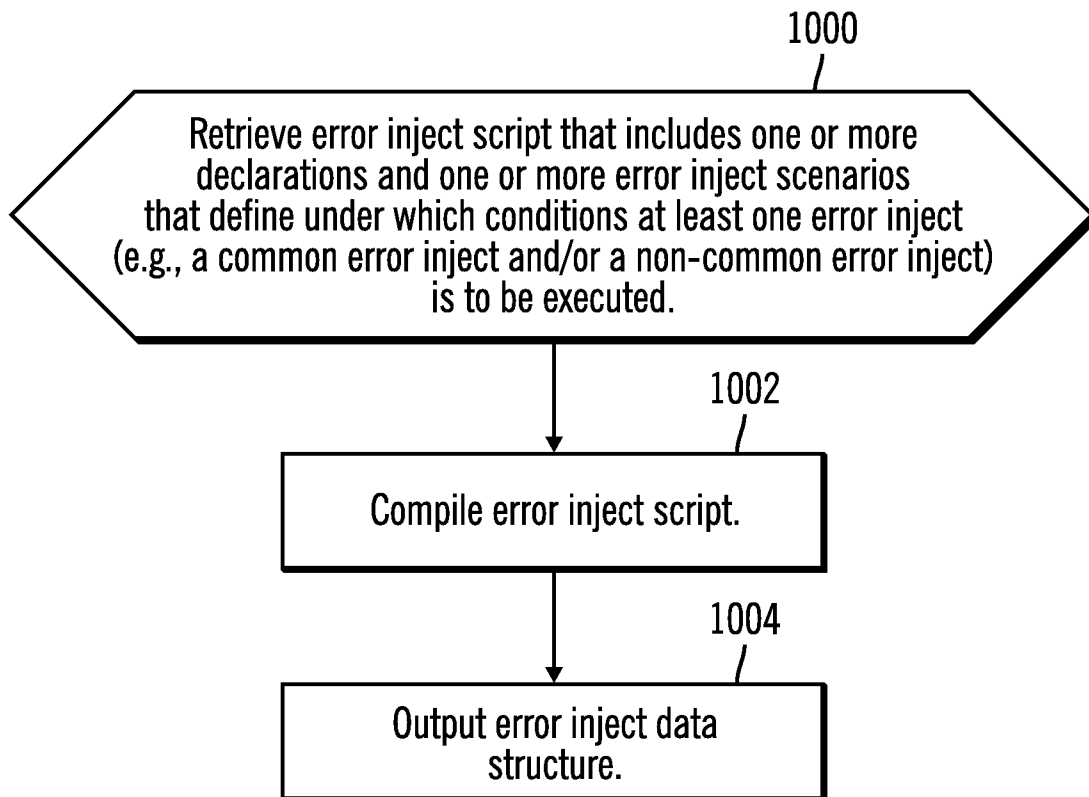 1000
Retrieve error inject script that includes one or more
declarations and one or more error inject scenarios
that define under which conditions at least one error inject
(e.g., a common error inject and/or a non-common error inject)
is to be executed.
1002
Compile error inject script.
1004
Output error inject data
structure.